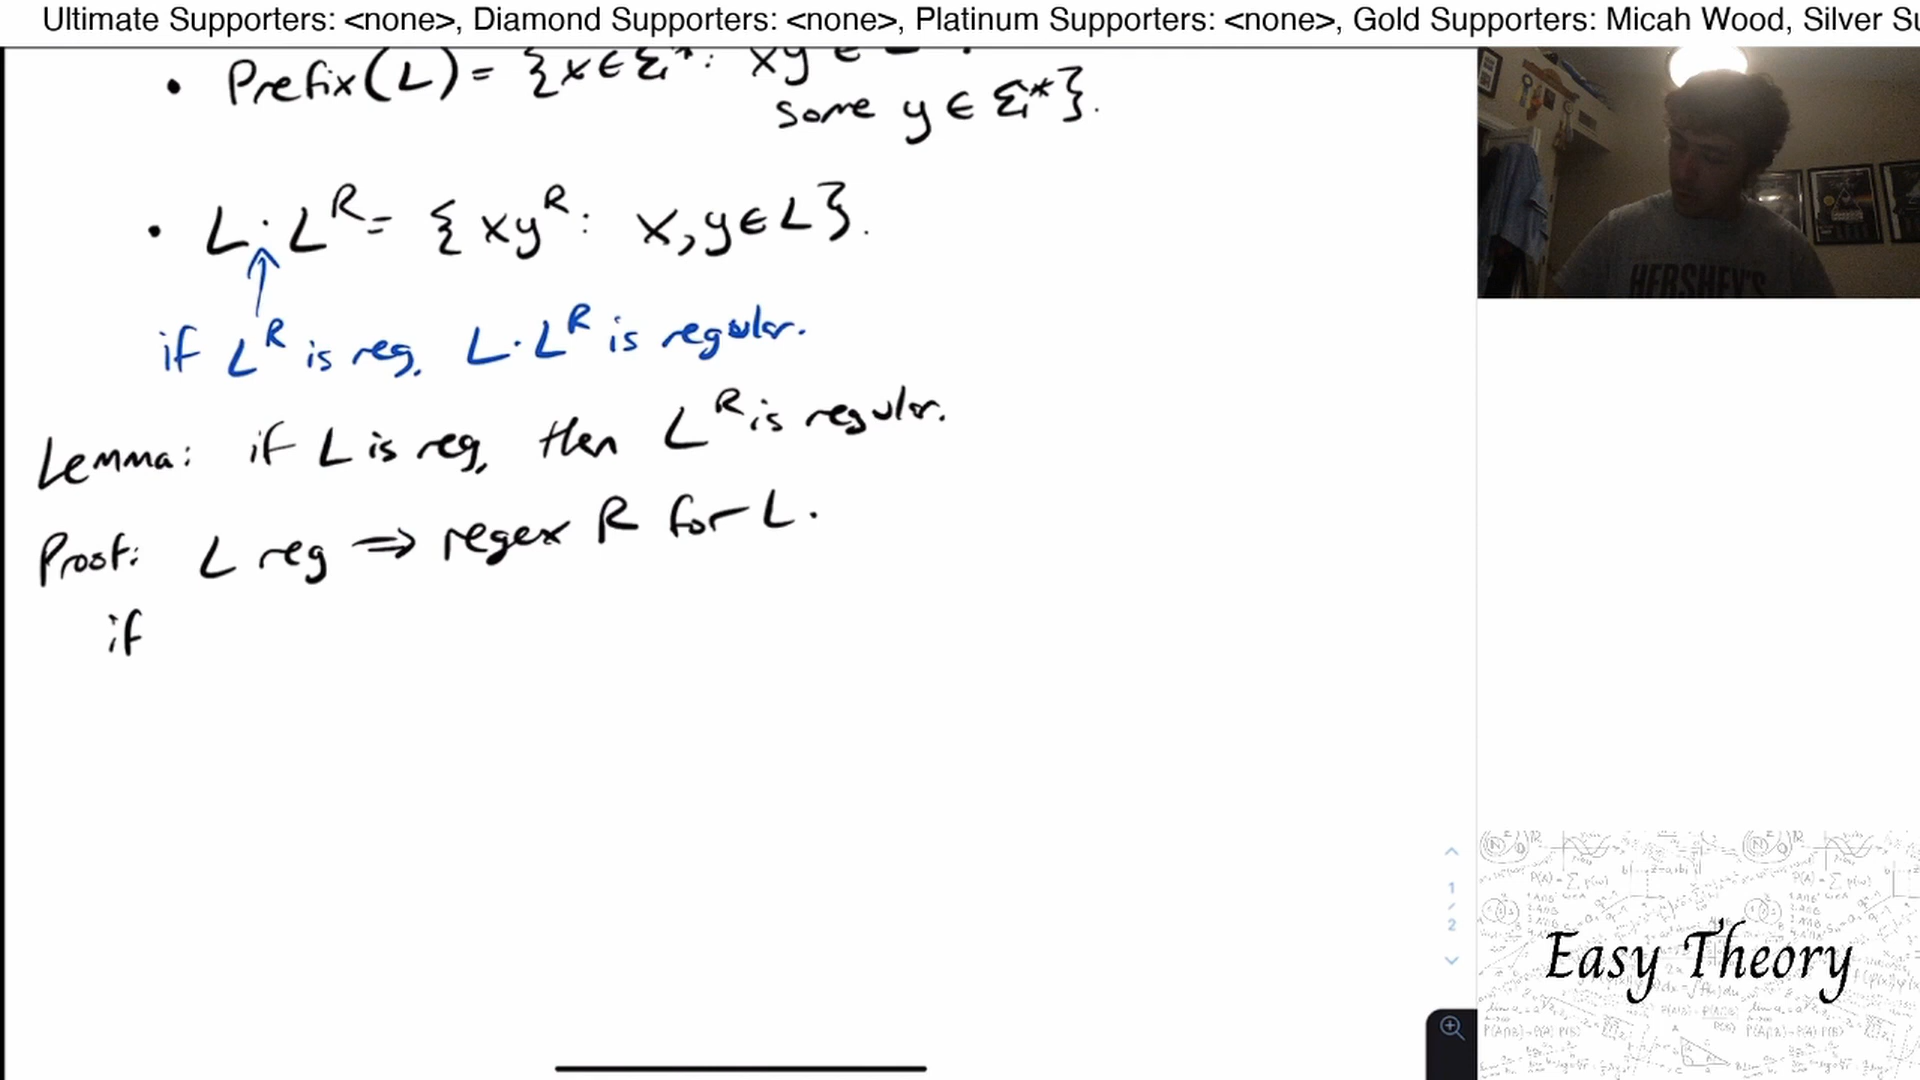 Ultimate Supporters: <none>, Diamond Supporters: <none>, Platinum Supporters: <none>, Gold Supporters: Micah Wood, Silver Su
• Prefix(L) = {x ∈ Σ*: xy ∈
some y ∈ Σ*}.
• L·L^R = {xy^R: x,y∈L}.
if L^R is reg, L·L^R is regular.
Lemma: if L is reg, then L^R is regular.
Proof: L reg ⇒ regex R for L.
if
HERSHEY'S
1
2
Easy Theory